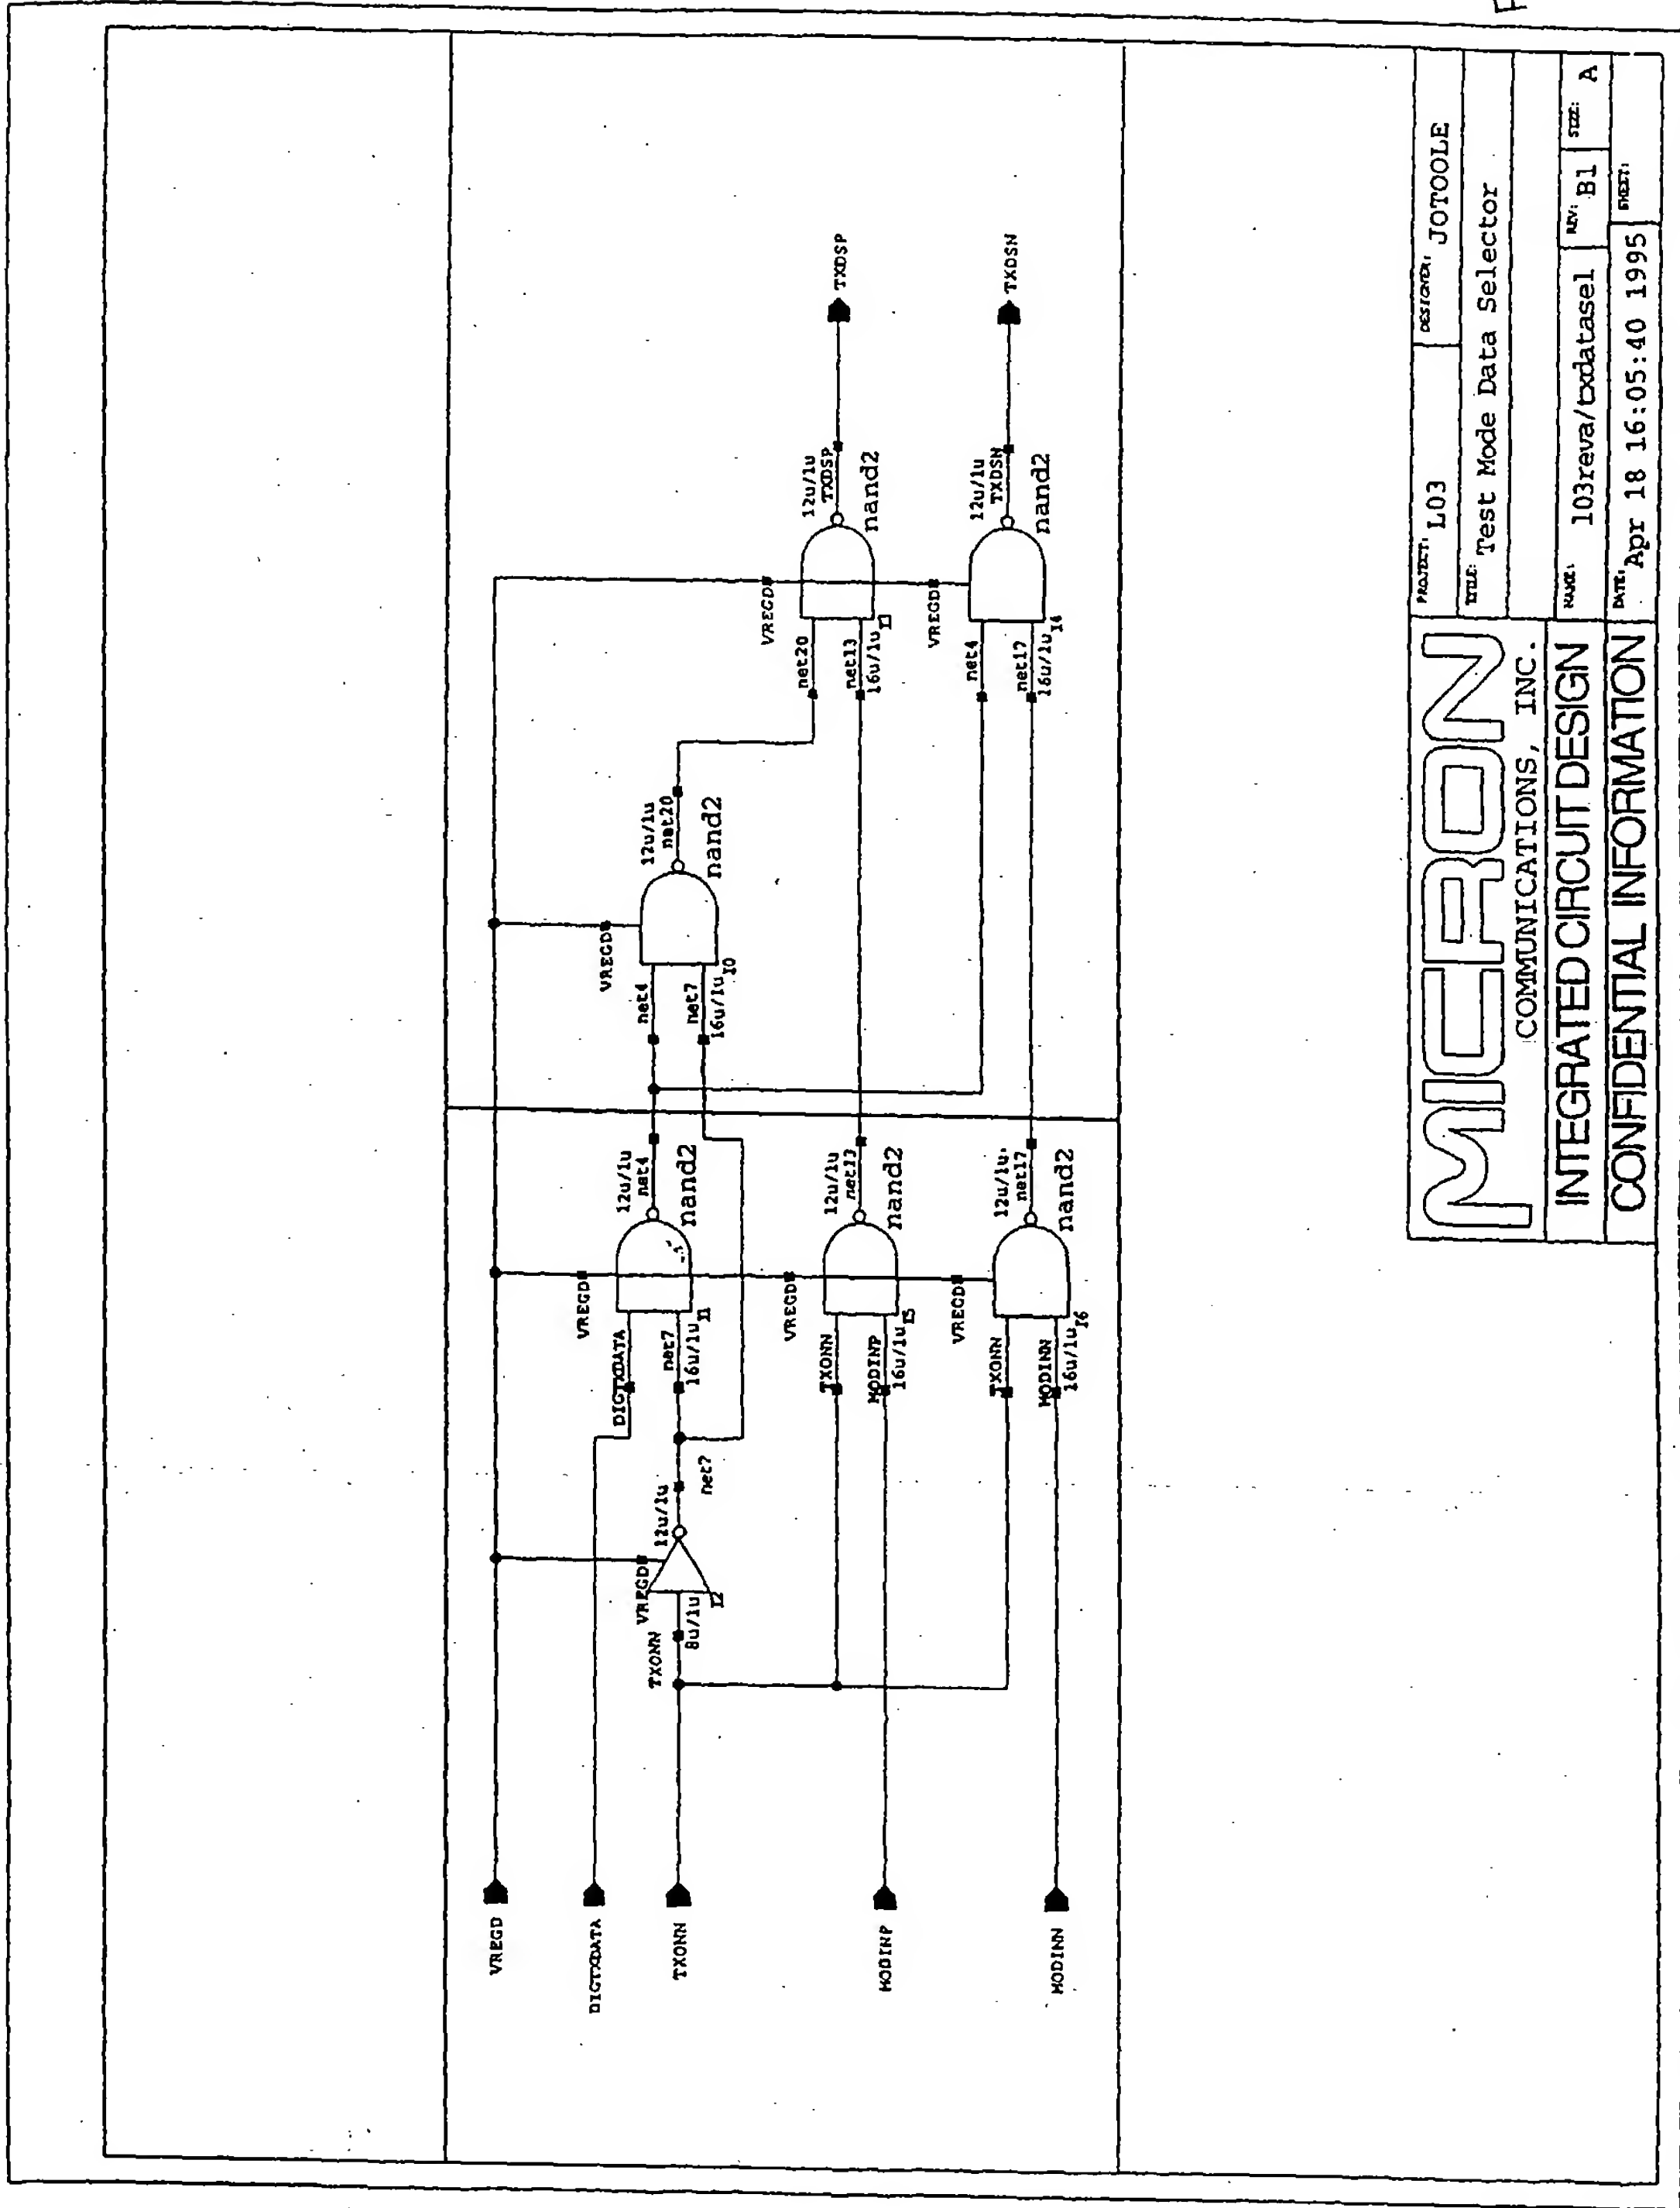 VREGD
DIGTXDATA
TXONN
MODINP
MODINN
TXONN
8u/1u
VREGD
I2
12u/1u
net7
DIGTXDATA
net7
16u/1u
I1
VREGD
12u/1u
net4
nand2
TXONN
MODINP
16u/1u
I5
VREGD
12u/1u
net13
nand2
TXONN
MODINN
16u/1u
I6
VREGD
12u/1u
net17
nand2
net4
net7
16u/1u
I0
VREGD
12u/1u
net20
nand2
net20
net13
16u/1u
I3
VREGD
12u/1u
TXDSP
nand2
net4
net17
16u/1u
I4
VREGD
12u/1u
TXDSN
nand2
TXDSP
TXDSN
MICRON
COMMUNICATIONS, INC.
INTEGRATED CIRCUIT DESIGN
CONFIDENTIAL INFORMATION
PROJECT: L03
DESIGNER: JOTOOLE
TITLE: Test Mode Data Selector
NAME: l03reva/txdatasel
REV: B1
SIZE: A
DATE: Apr 18 16:05:40 1995
SHEET: